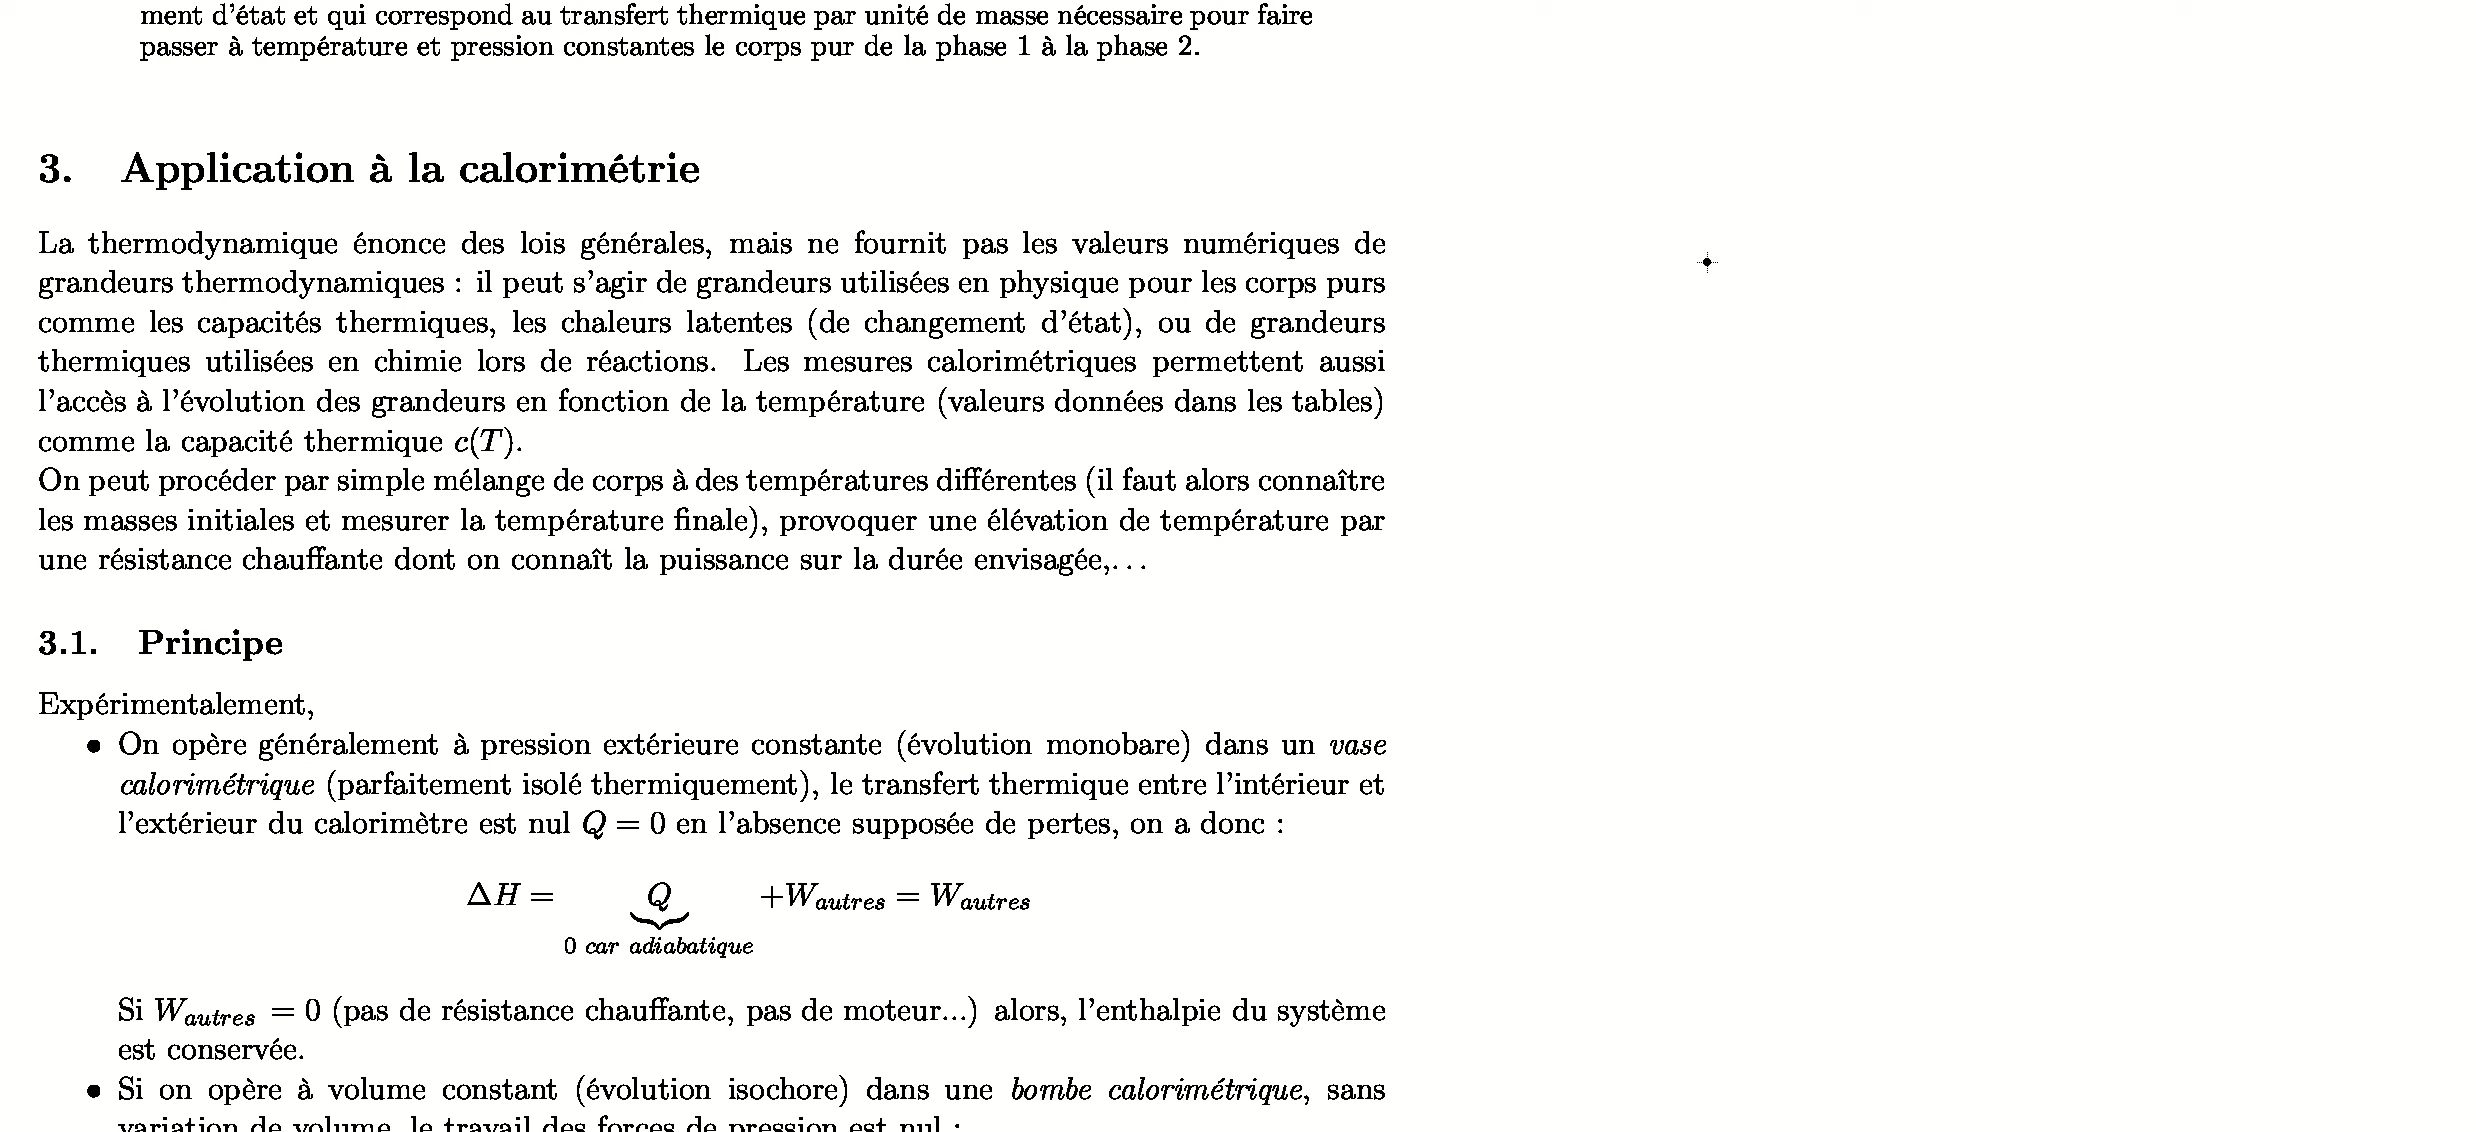 ment d'état et qui correspond au transfert thermique par unité de masse nécessaire pour faire
passer à température et pression constantes le corps pur de la phase 1 à la phase 2.
3. Application à la calorimétrie
La thermodynamique énonce des lois générales, mais ne fournit pas les valeurs numériques de
grandeurs thermodynamiques : il peut s'agir de grandeurs utilisées en physique pour les corps purs
comme les capacités thermiques, les chaleurs latentes (de changement d'état), ou de grandeurs
thermiques utilisées en chimie lors de réactions. Les mesures calorimétriques permettent aussi
l'accès à l'évolution des grandeurs en fonction de la température (valeurs données dans les tables)
comme la capacité thermique c(T).
On peut procéder par simple mélange de corps à des températures différentes (il faut alors connaître
les masses initiales et mesurer la température finale), provoquer une élévation de température par
une résistance chauffante dont on connaît la puissance sur la durée envisagée,...
3.1. Principe
Expérimentalement,
• On opère généralement à pression extérieure constante (évolution monobare) dans un vase
calorimétrique (parfaitement isolé thermiquement), le transfert thermique entre l'intérieur et
l'extérieur du calorimètre est nul Q = 0 en l'absence supposée de pertes, on a donc :
ΔH = Q +W_autres = W_autres
0 car adiabatique
Si W_autres = 0 (pas de résistance chauffante, pas de moteur...) alors, l'enthalpie du système
est conservée.
• Si on opère à volume constant (évolution isochore) dans une bombe calorimétrique, sans
variation de volume, le travail des forces de pression est nul :